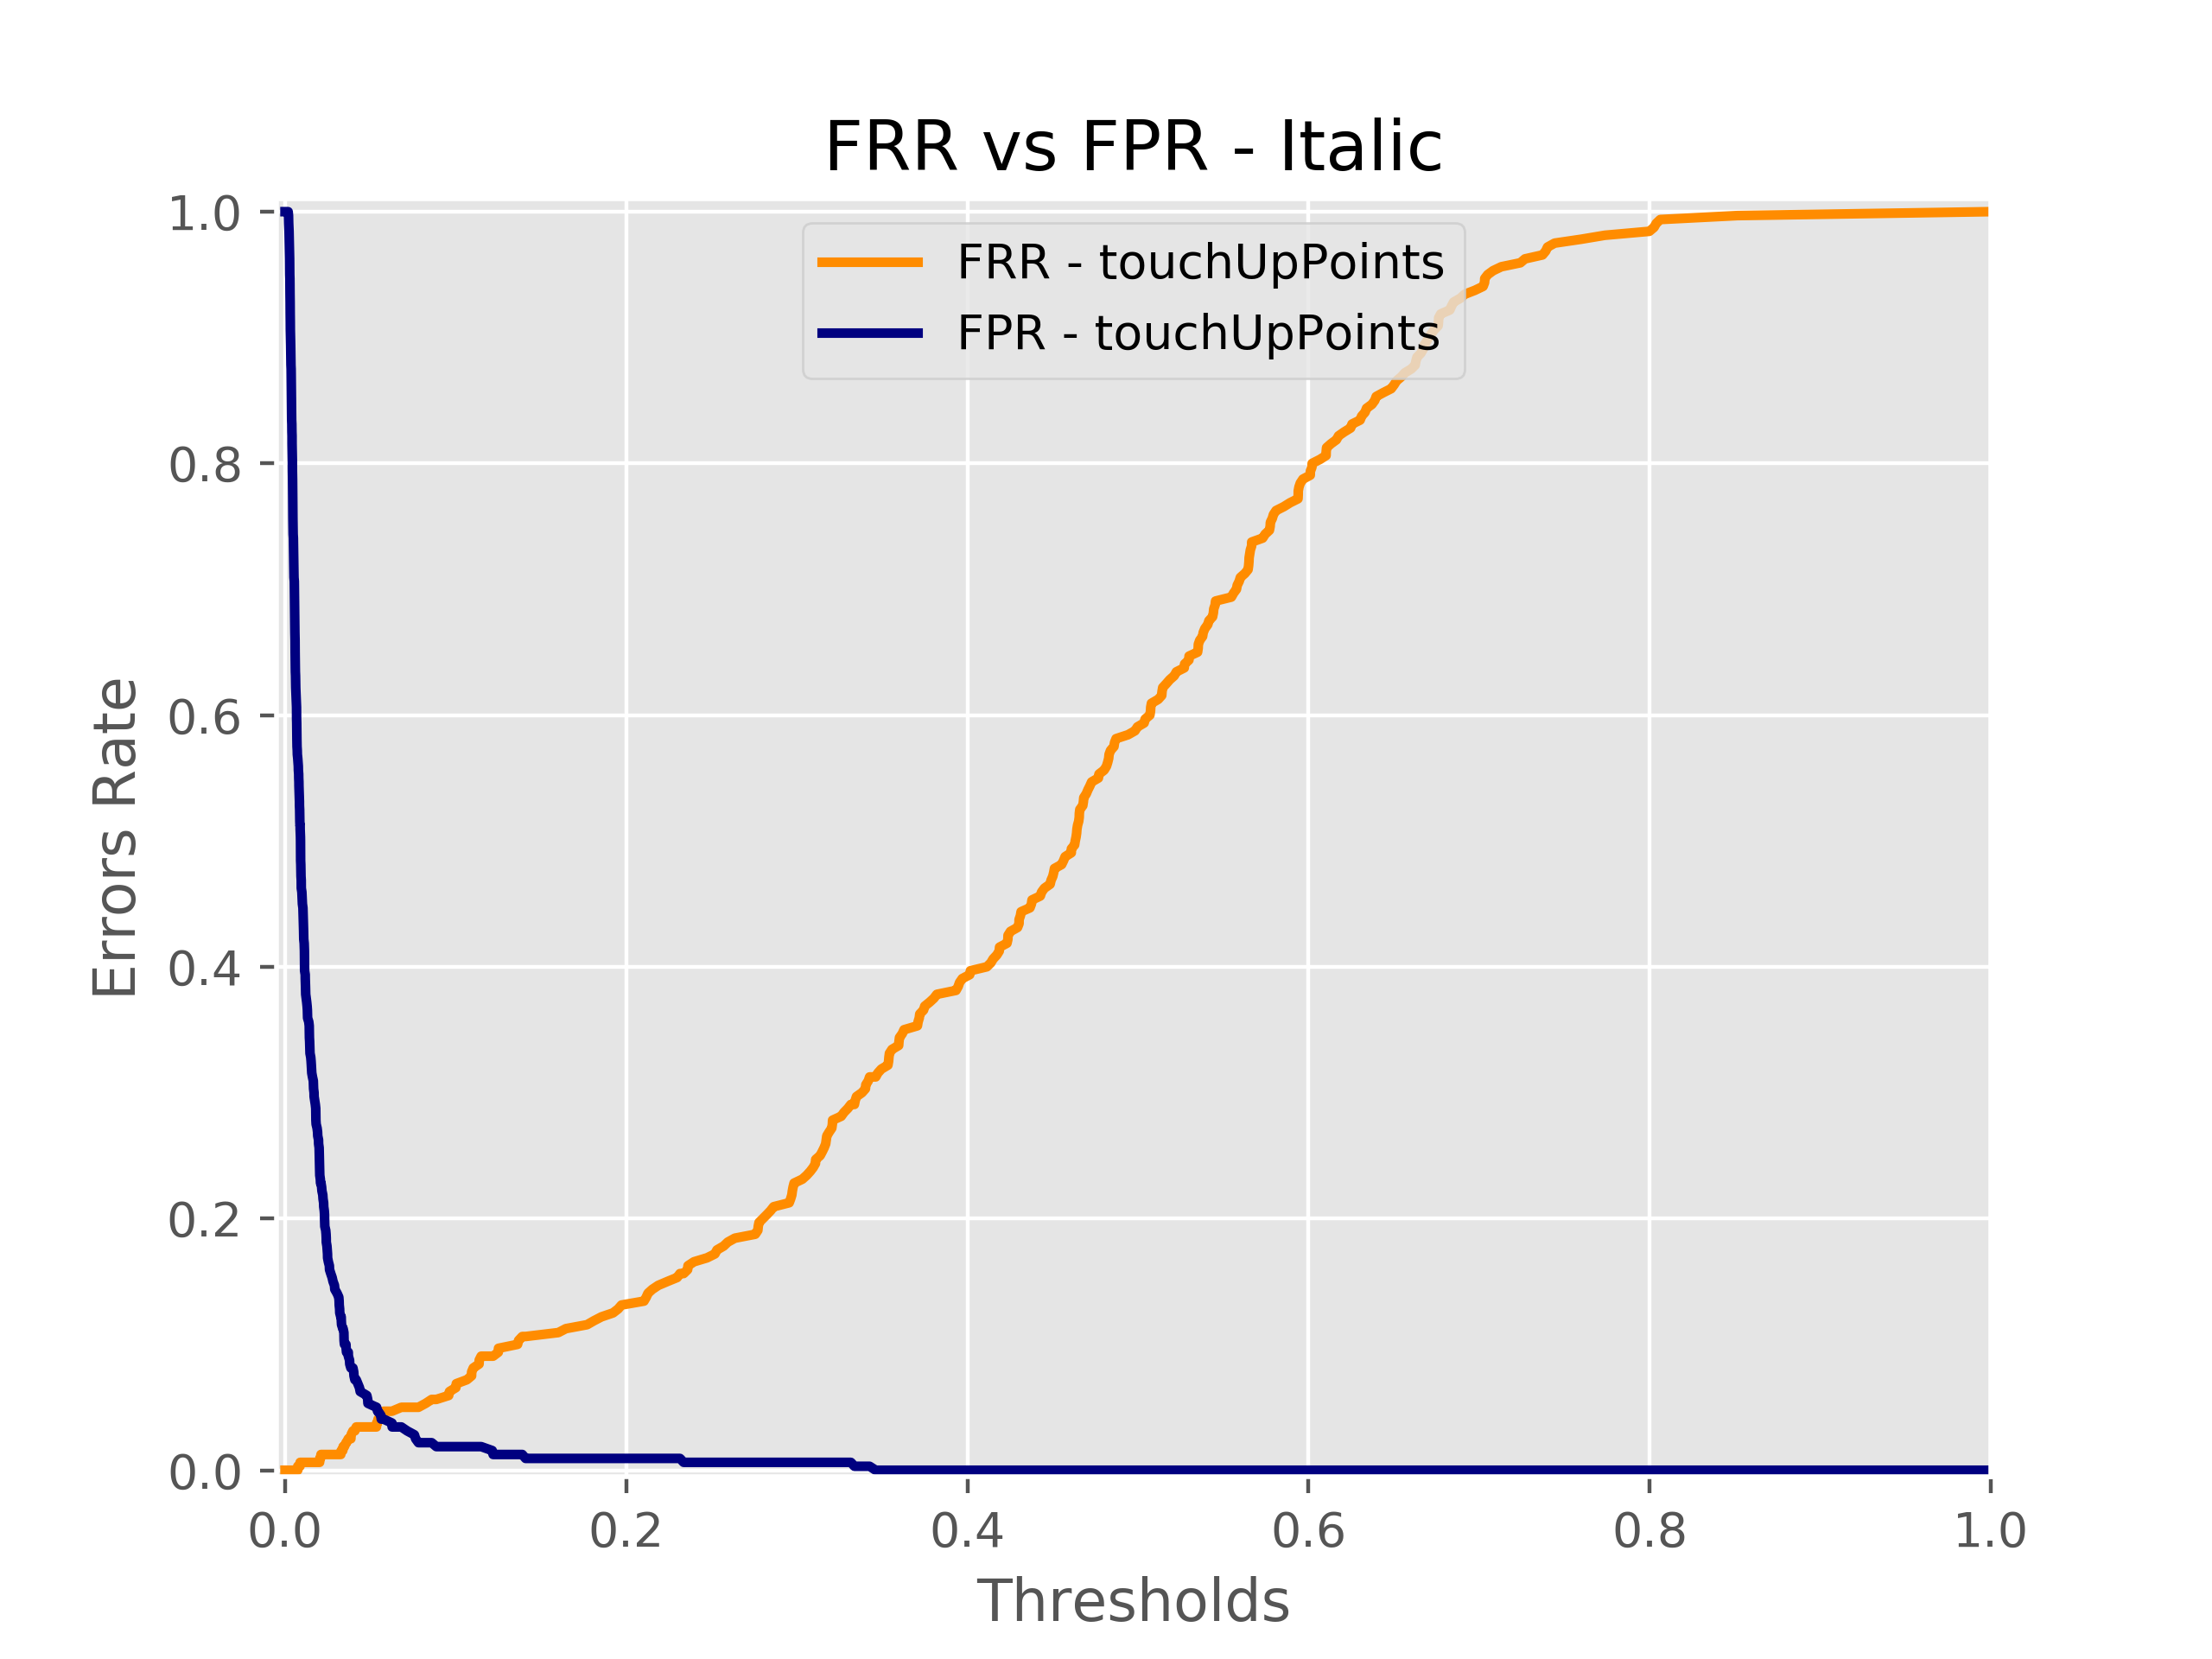 FRR vs FPR - Italic
FRR - touchUpPoints
FPR - touchUpPoints
Errors Rate
1.0
0.8
0.6
0.4
0.2
0.0
0.0 0.2 0.4 0.6 0.8 1.0
Thresholds